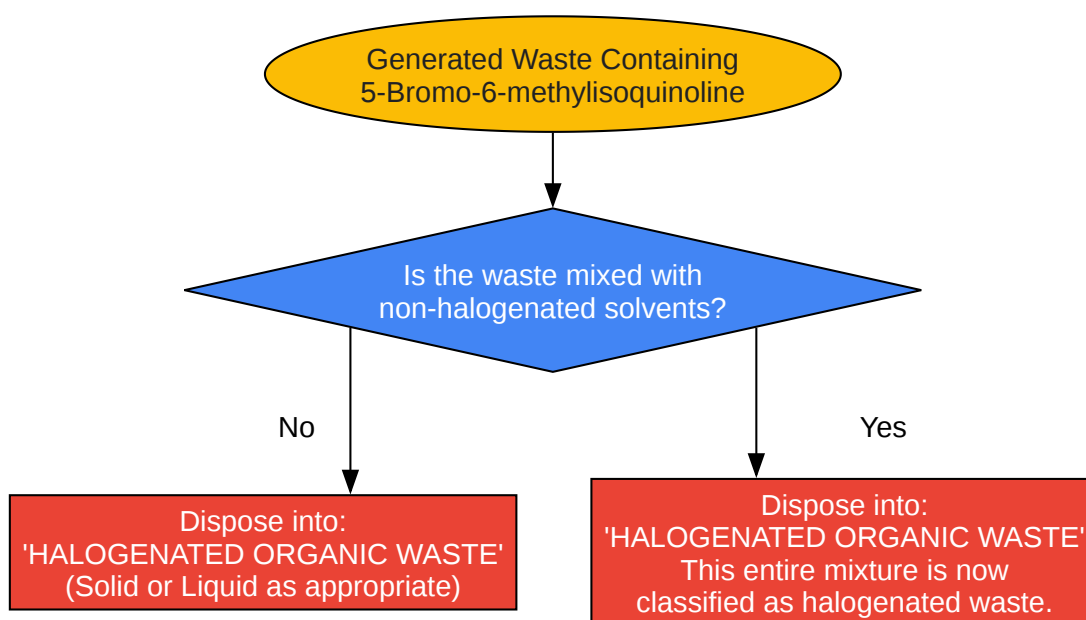 Generated Waste Containing
5-Bromo-6-methylisoquinoline
Is the waste mixed with
non-halogenated solvents?
No
Yes
Dispose into:
'HALOGENATED ORGANIC WASTE'
(Solid or Liquid as appropriate)
Dispose into:
'HALOGENATED ORGANIC WASTE'
This entire mixture is now
classified as halogenated waste.